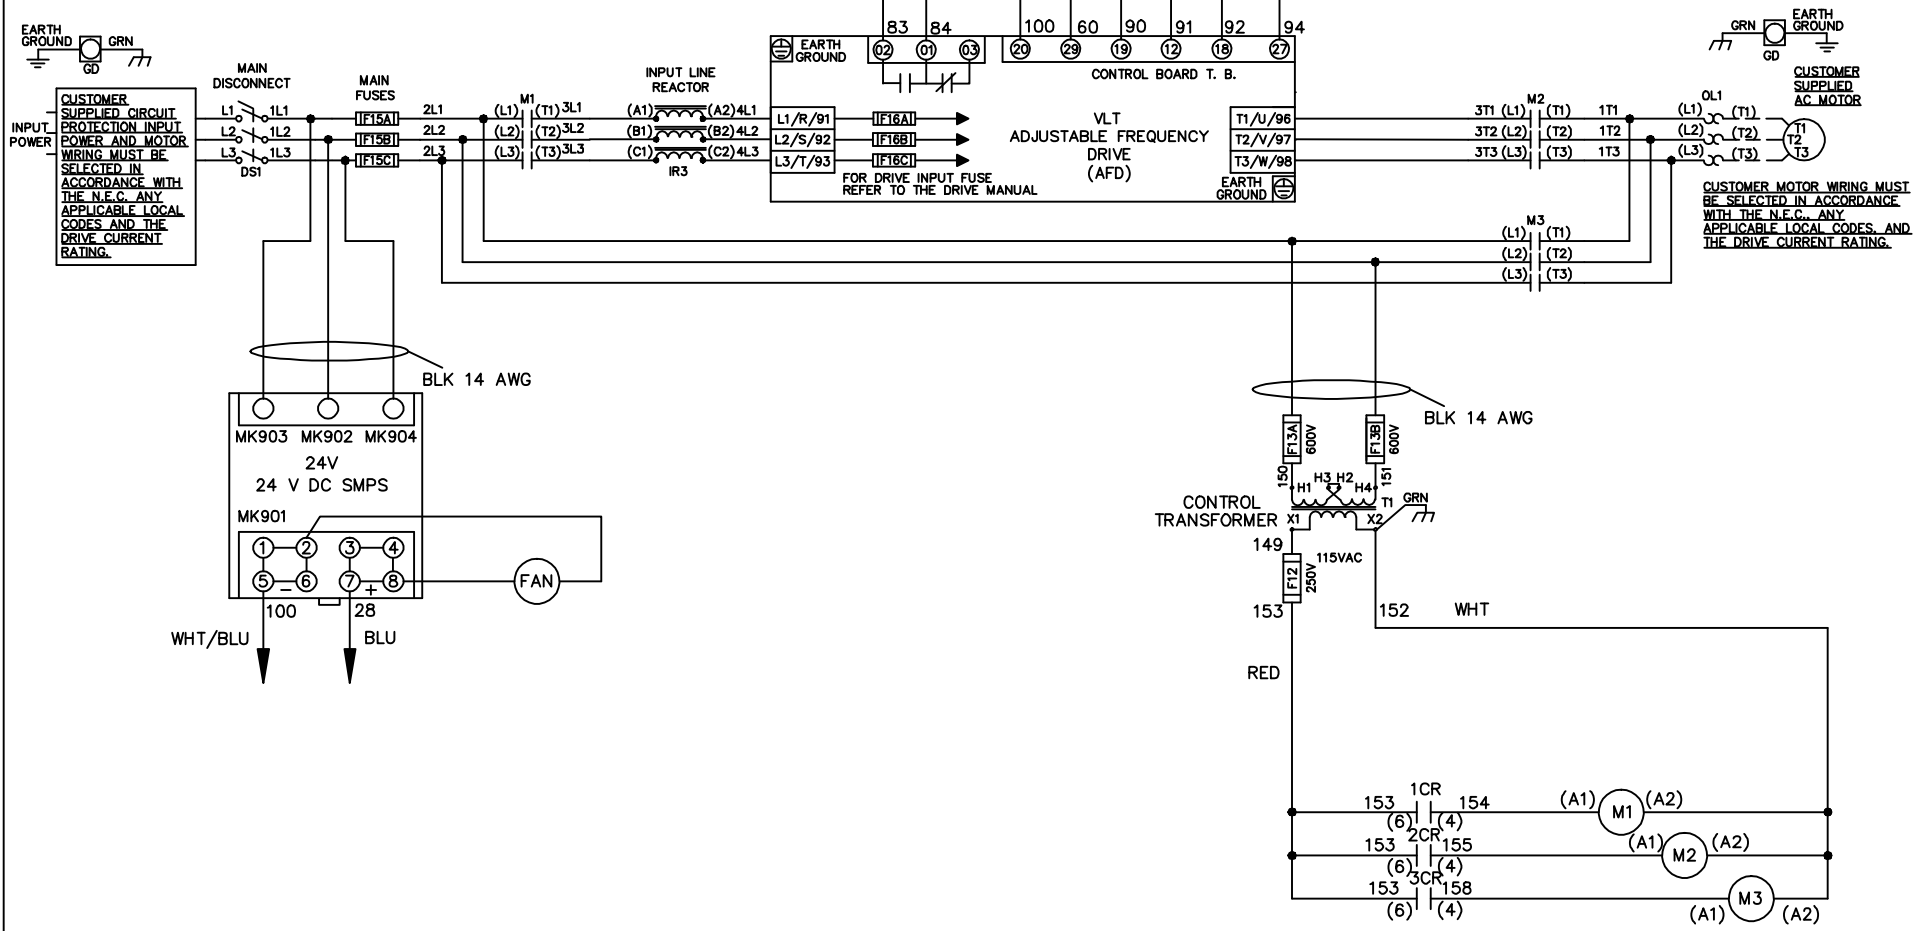 83 84 100 60 90 91 92 94
EARTH
GROUND
GRN
GD
EARTH
GROUND
02 01 03
20 29 19 12 18 27
CONTROL BOARD T. B.
GRN
EARTH
GROUND
GD
CUSTOMER
SUPPLIED
AC MOTOR
INPUT
POWER
CUSTOMER
SUPPLIED CIRCUIT
PROTECTION INPUT
POWER AND MOTOR
WIRING MUST BE
SELECTED IN
ACCORDANCE WITH
THE N.E.C. ANY
APPLICABLE LOCAL
CODES AND THE
DRIVE CURRENT
RATING.
MAIN
DISCONNECT
MAIN
FUSES
INPUT LINE
REACTOR
L1 1L1 F15A 2L1 (L1) M1 (T1) 3L1 (A1) (A2) 4L1 L1/R/91 F16A
L2 1L2 F15B 2L2 (L2) (T2) 3L2 (B1) (B2) 4L2 L2/S/92 F16B
L3 1L3 F15C 2L3 (L3) (T3) 3L3 (C1) (C2) 4L3 L3/T/93 F16C
DS1
IR3
VLT
ADJUSTABLE FREQUENCY
DRIVE
(AFD)
FOR DRIVE INPUT FUSE
REFER TO THE DRIVE MANUAL
EARTH
GROUND
T1/U/96 3T1 (L1) M2 (T1) 1T1 (L1) OL1 (T1) T1
T2/V/97 3T2 (L2) (T2) 1T2 (L2) (T2) T2
T3/W/98 3T3 (L3) (T3) 1T3 (L3) (T3) T3
CUSTOMER MOTOR WIRING MUST
BE SELECTED IN ACCORDANCE
WITH THE N.E.C., ANY
APPLICABLE LOCAL CODES, AND
THE DRIVE CURRENT RATING.
M3
(L1) (T1)
(L2) (T2)
(L3) (T3)
BLK 14 AWG
MK903 MK902 MK904
24V
24 V DC SMPS
MK901
1 2 3 4
5 – 6 7 + 8
FAN
100 28
WHT/BLU BLU
BLK 14 AWG
F13A 600V F13B 600V
150 151
H1 H3 H2 H4
CONTROL
TRANSFORMER
T1
GRN
X1 X2
149
115VAC
F12 250V
153 152 WHT
RED
1CR
153 154 (A1) M1 (A2)
(6) (4)
2CR
153 155 (A1) M2 (A2)
(6) (4)
3CR
153 158 M3
(6) (4) (A1) (A2)